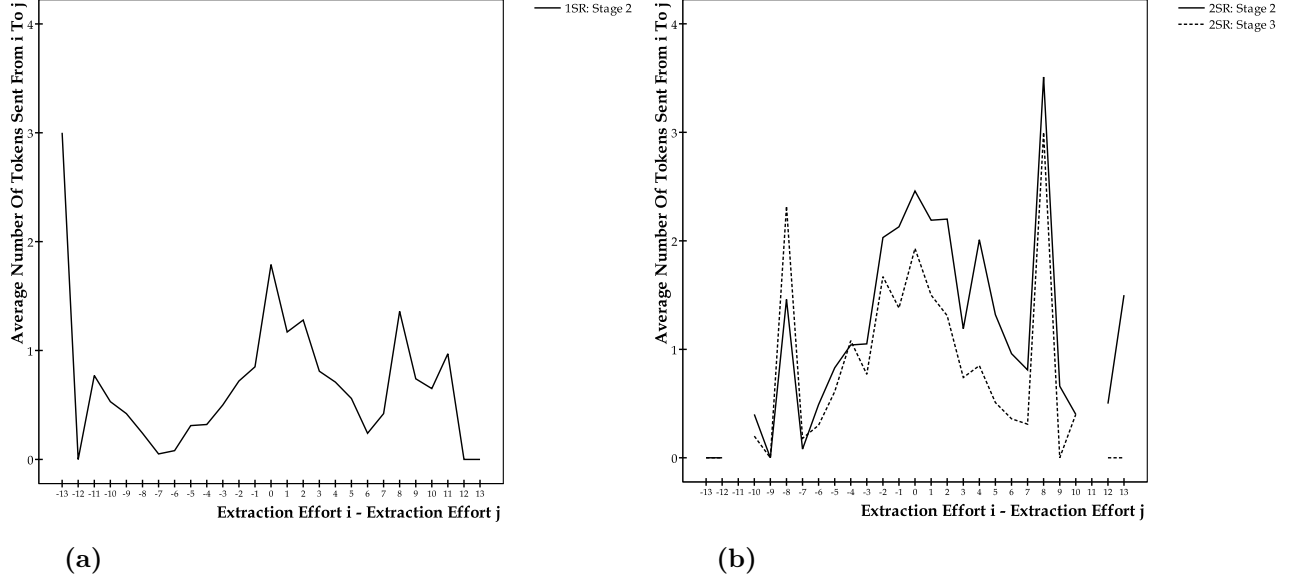 Average Number Of Tokens Sent From i To j
4
3
2
1
0
-13 -12 -11 -10 -9 -8 -7 -6 -5 -4 -3 -2 -1 0 1 2 3 4 5 6 7 8 9 10 11 12 13
Extraction Effort i - Extraction Effort j
1SR: Stage 2
(a)
Average Number Of Tokens Sent From i To j
4
3
2
1
0
-13 -12 -11 -10 -9 -8 -7 -6 -5 -4 -3 -2 -1 0 1 2 3 4 5 6 7 8 9 10 11 12 13
Extraction Effort i - Extraction Effort j
2SR: Stage 2
2SR: Stage 3
(b)